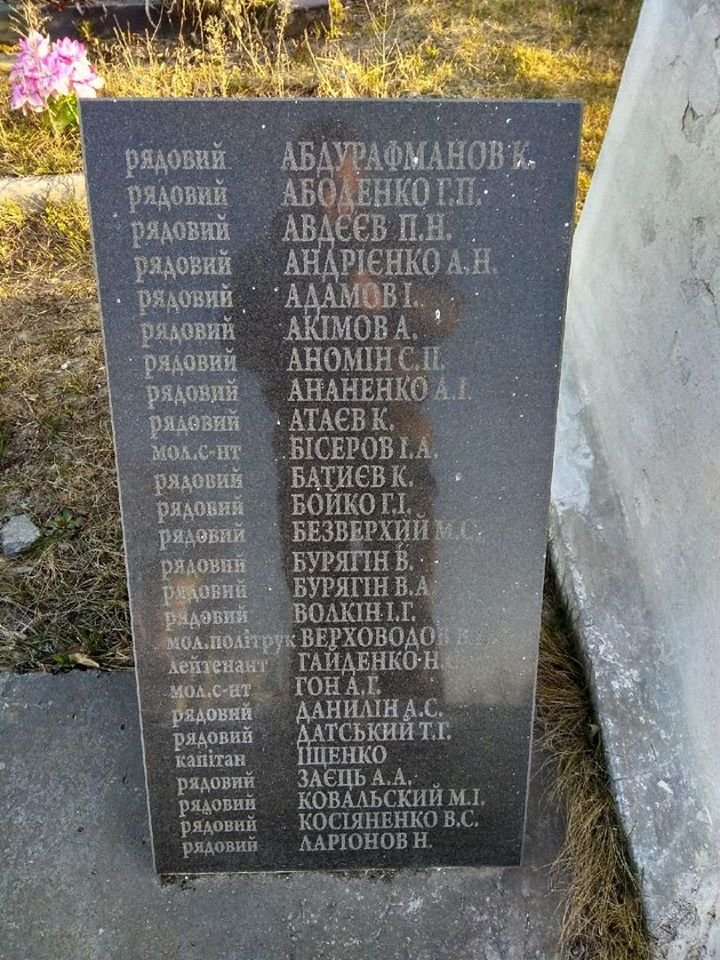 рядовий АБДУРАФМАНОВ К.
рядовий АБОДЕНКО Г.П.
рядовий АВДЄЄВ П.Н.
рядовий АНДРІЄНКО А.Н.
рядовий АДАМОВ І.
рядовий АКІМОВ А.
рядовий АНОМІН С.П.
рядовий АНАНЕНКО А.І.
рядовий АТАЄВ К.
мол.с-нт БІСЕРОВ І.А.
рядовий БАТИЄВ К.
рядовий БОЙКО Г.І.
рядовий БЕЗВЕРХИЙ М.С.
рядовий БУРЯГІН В.
рядовий БУРЯГІН В.А
рядовий ВОЛКІН І.Г.
мол.політрук ВЕРХОВОДОВ
лейтенант ГАЙДЕНКО Н.С.
мол.с-нт ГОН А.Г.
рядовий ДАНИЛІН А.С.
рядовий ДАТСЬКИЙ Т.Г.
капітан ІЩЕНКО
рядовий ЗАЄЦЬ А.А.
рядовий КОВАЛЬСКИЙ М.І.
рядовий КОСІЯНЕНКО В.С.
рядовий ЛАРІОНОВ Н.